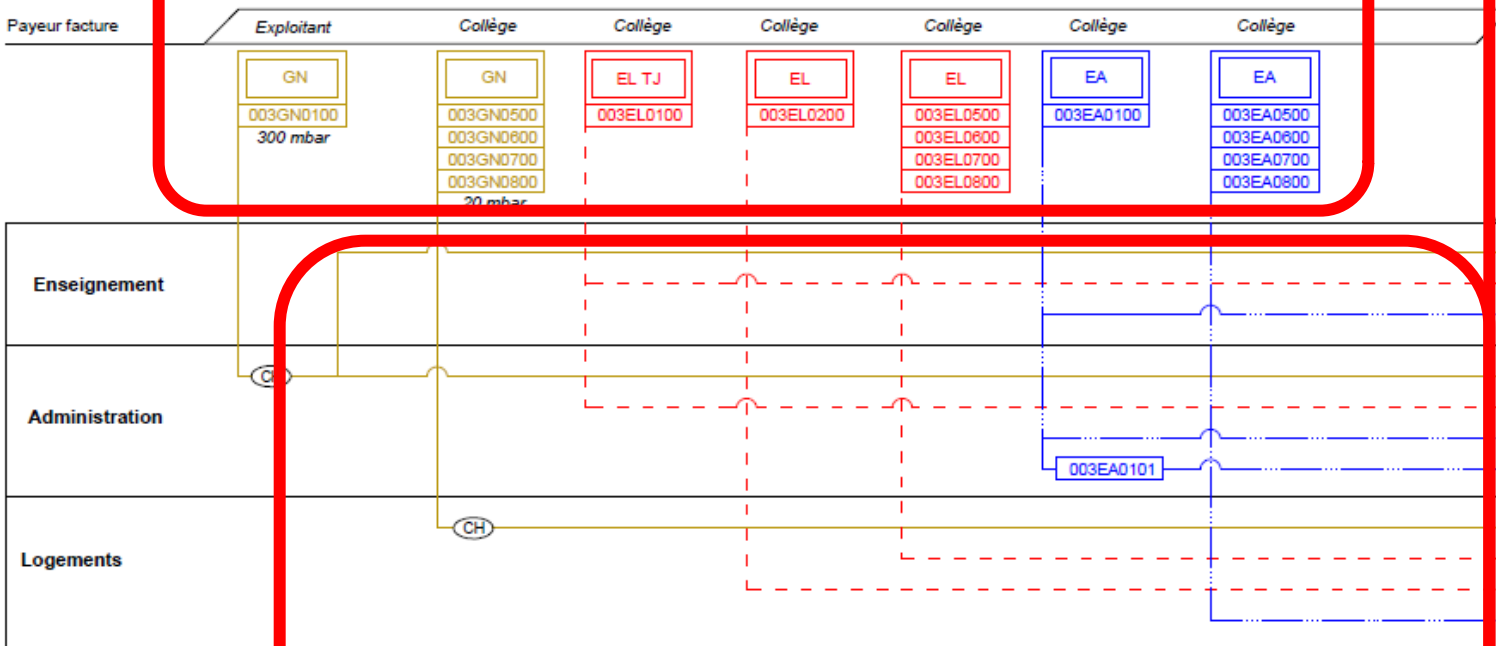 Payeur facture Exploitant Collège Collège Collège Collège Collège Collège
GN GN EL TJ EL EL EA EA
003GN0100 003GN0500 003EL0100 003EL0200 003EL0500 003EA0100 003EA0500
300 mbar 003GN0600 003EL0600 003EA0600
003GN0700 003EL0700 003EA0700
003GN0800 003EL0800 003EA0800
20 mbar
Enseignement
Administration
003EA0101
CH
Logements